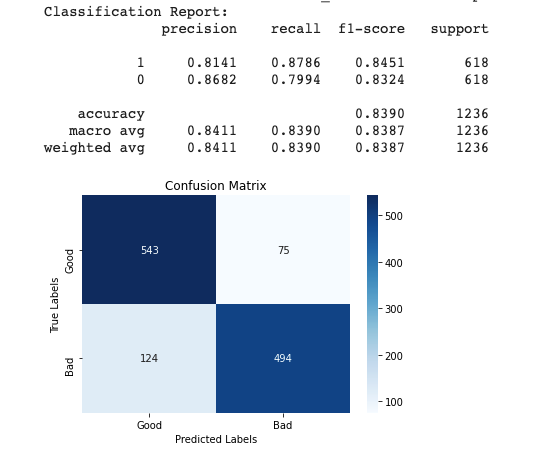 Classification Report:
precision recall f1-score support
1 0.8141 0.8786 0.8451 618
0 0.8682 0.7994 0.8324 618
accuracy 0.8390 1236
macro avg 0.8411 0.8390 0.8387 1236
weighted avg 0.8411 0.8390 0.8387 1236
Confusion Matrix
Good
543 75
500
400
300
200
100
True Labels
Bad
124 494
Good Bad
Predicted Labels